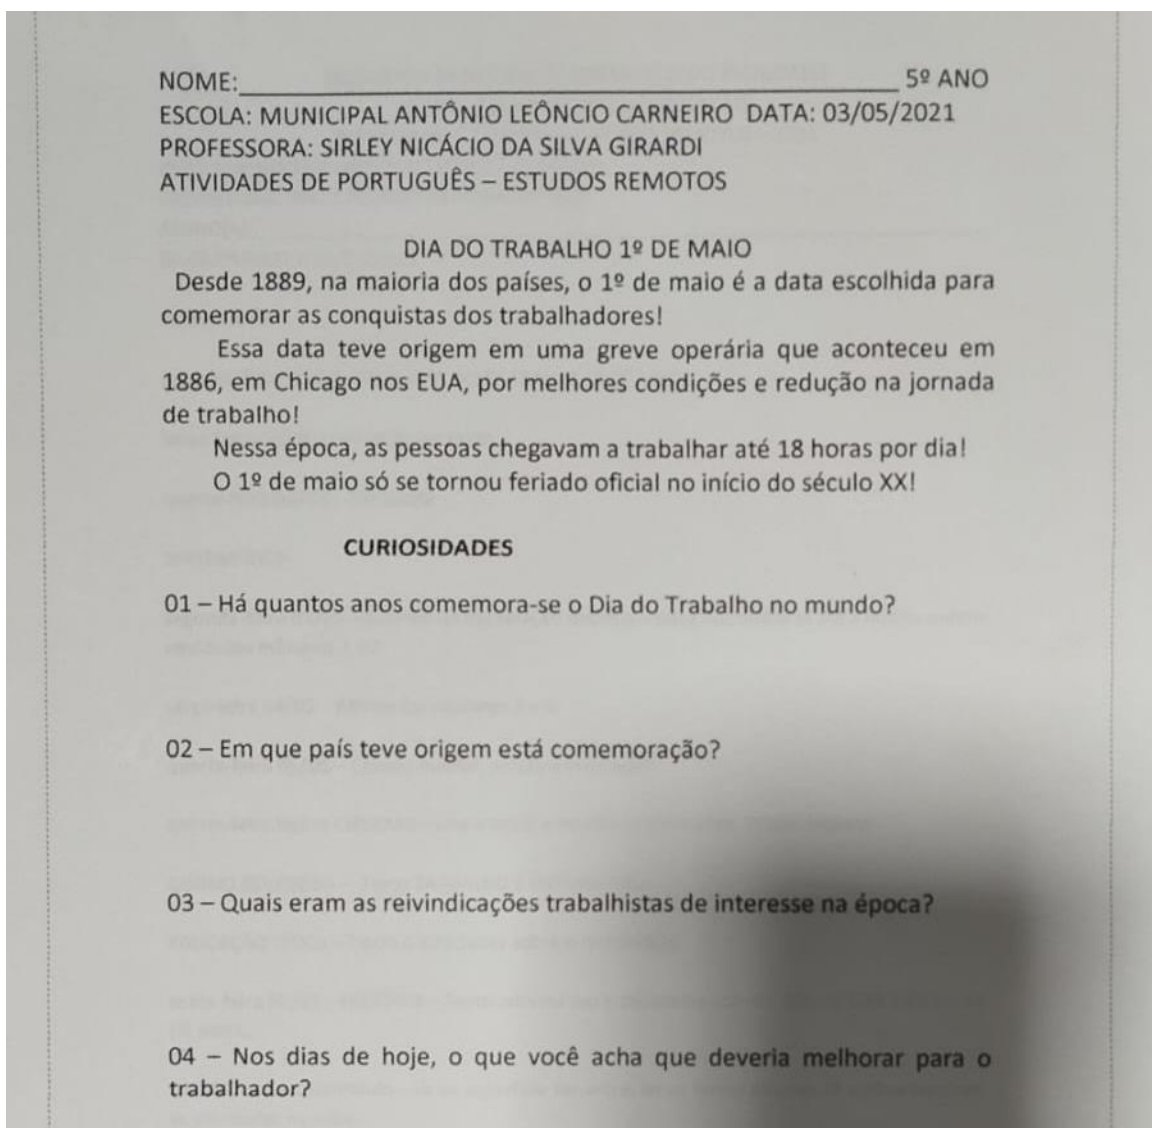 NOME:__________________________________________________ 5º ANO
ESCOLA: MUNICIPAL ANTÔNIO LEÔNCIO CARNEIRO DATA: 03/05/2021
PROFESSORA: SIRLEY NICÁCIO DA SILVA GIRARDI
ATIVIDADES DE PORTUGUÊS – ESTUDOS REMOTOS
DIA DO TRABALHO 1º DE MAIO
Desde 1889, na maioria dos países, o 1º de maio é a data escolhida para
comemorar as conquistas dos trabalhadores!
Essa data teve origem em uma greve operária que aconteceu em
1886, em Chicago nos EUA, por melhores condições e redução na jornada
de trabalho!
Nessa época, as pessoas chegavam a trabalhar até 18 horas por dia!
O 1º de maio só se tornou feriado oficial no início do século XX!
CURIOSIDADES
01 – Há quantos anos comemora-se o Dia do Trabalho no mundo?
02 – Em que país teve origem está comemoração?
03 – Quais eram as reivindicações trabalhistas de interesse na época?
04 – Nos dias de hoje, o que você acha que deveria melhorar para o
trabalhador?